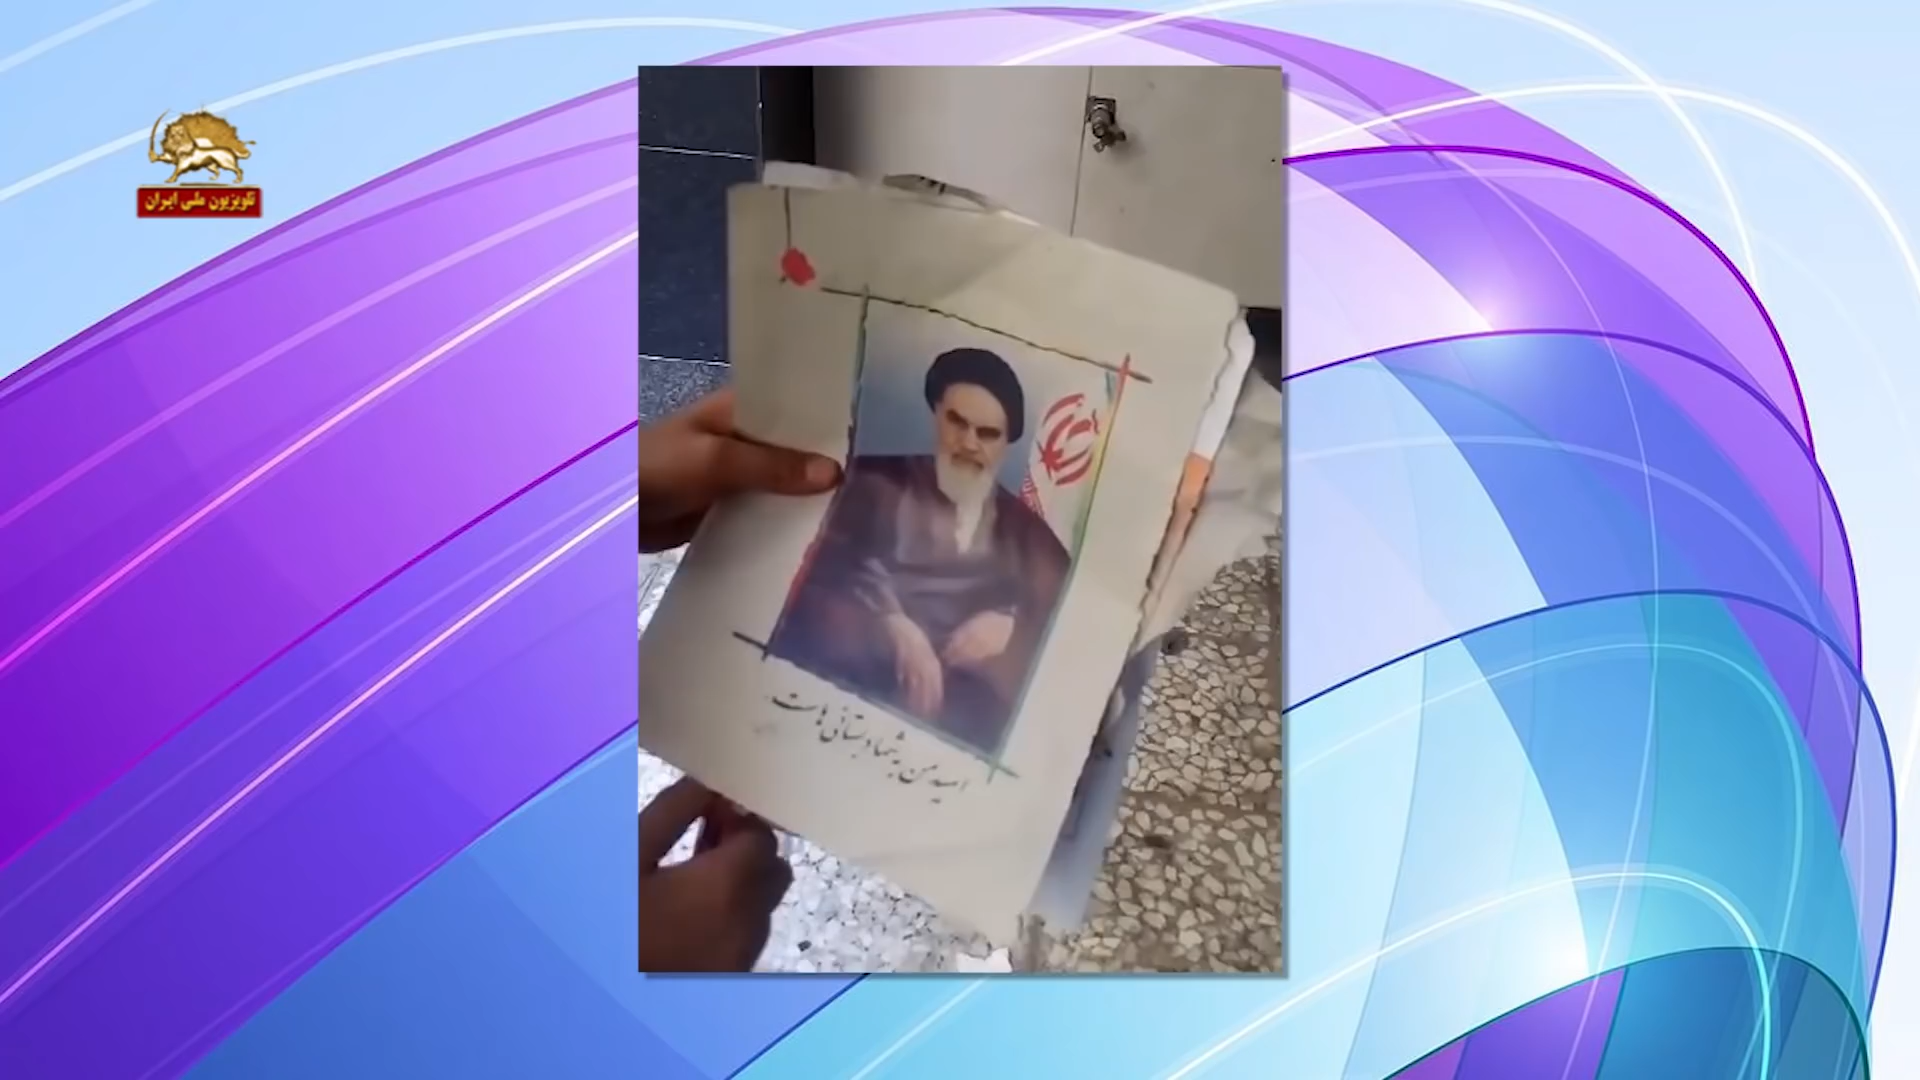 تلویزیون ملی ایران
امید من به شما دبستانی هاست